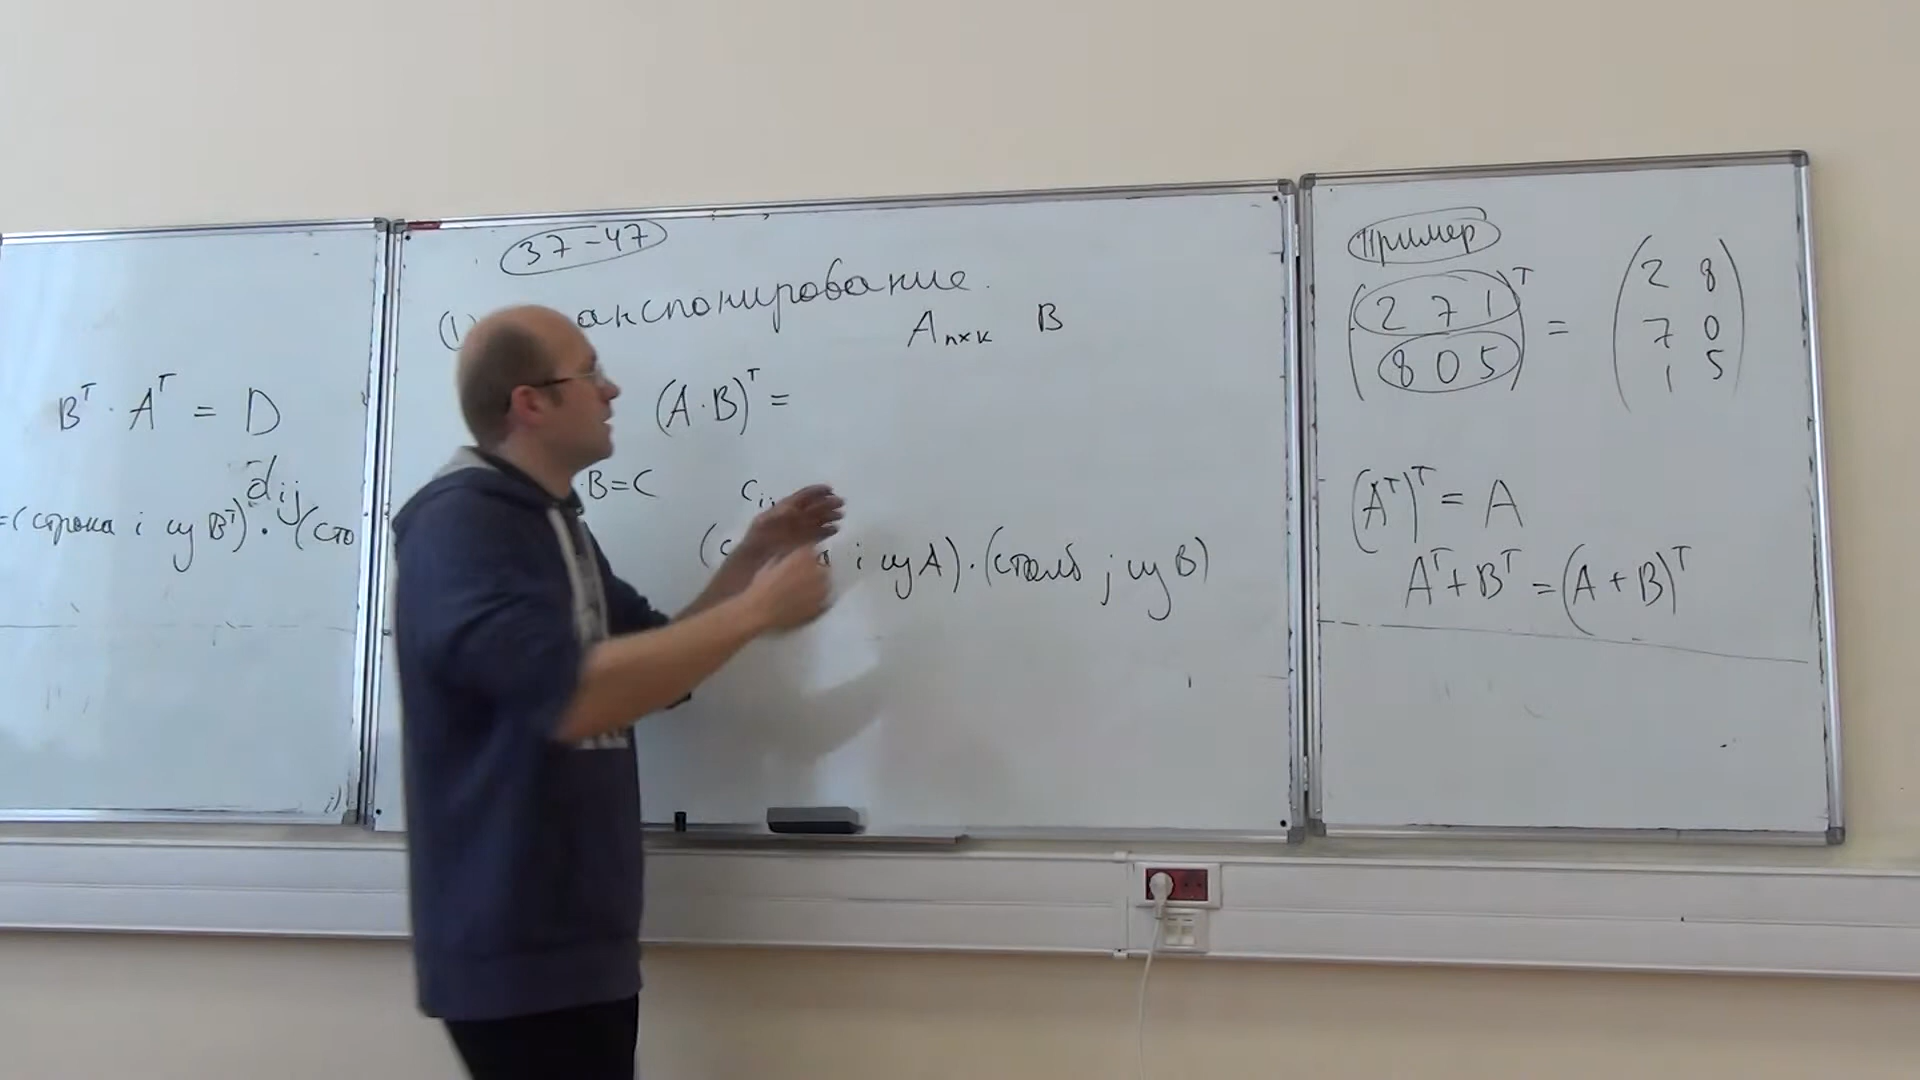 Bᵀ · Aᵀ = D
dᵢⱼ
=(строка i из Bᵀ) · (сто
37-47
(1) анспонирование.
Aₙₓₖ B
(A·B)ᵀ =
·B=C cᵢⱼ
i из A)·(столб j из B)
Пример
(2 7 1
8 0 5)ᵀ = (2 8
7 0
1 5)
(Aᵀ)ᵀ = A
Aᵀ+Bᵀ = (A+B)ᵀ